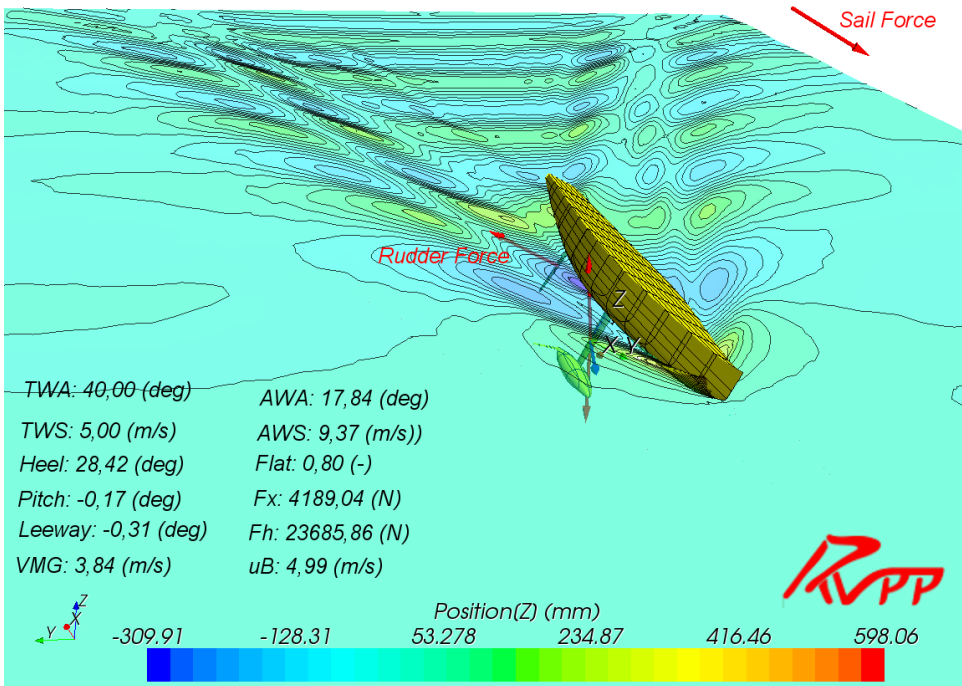 Sail Force
Rudder Force
Z
X Y
TWA: 40,00 (deg)
TWS: 5,00 (m/s)
Heel: 28,42 (deg)
Pitch: -0,17 (deg)
Leeway: -0,31 (deg)
VMG: 3,84 (m/s)
AWA: 17,84 (deg)
AWS: 9,37 (m/s))
Flat: 0,80 (-)
Fx: 4189,04 (N)
Fh: 23685,86 (N)
uB: 4,99 (m/s)
RVPP
Z
X
Y
Position(Z) (mm)
-309.91 -128.31 53.278 234.87 416.46 598.06